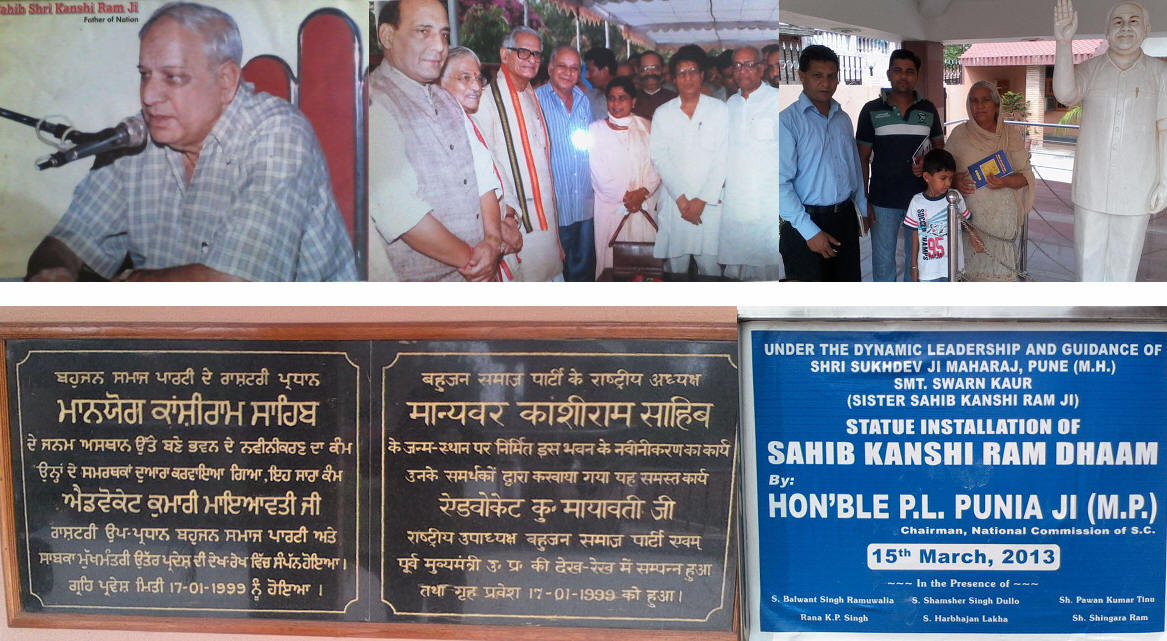 Sahib Shri Kanshi Ram Ji
Father of Nation
95
ਬਹੁਜਨ ਸਮਾਜ ਪਾਰਟੀ ਦੇ ਰਾਸ਼ਟਰੀ ਪ੍ਰਧਾਨ
ਮਾਨਯੋਗ ਕਾਂਸ਼ੀਰਾਮ ਸਾਹਿਬ
ਦੇ ਜਨਮ ਅਸਥਾਨ ਉੱਤੇ ਬਣੇ ਭਵਨ ਦੇ ਨਵੀਨੀਕਰਣ ਦਾ ਕੰਮ
ਉਨ੍ਹਾਂ ਦੇ ਸਮਰਥਕਾਂ ਦੁਆਰਾ ਕਰਵਾਇਆ ਗਿਆ,ਇਹ ਸਾਰਾ ਕੰਮ
ਐਡਵੋਕੇਟ ਕੁਮਾਰੀ ਮਾਇਆਵਤੀ ਜੀ
ਰਾਸ਼ਟਰੀ ਉਪ-ਪ੍ਰਧਾਨ ਬਹੁਜਨ ਸਮਾਜ ਪਾਰਟੀ ਅਤੇ
ਸਾਬਕਾ ਮੁੱਖਮੰਤਰੀ ਉਤੱਰ ਪ੍ਰਦੇਸ਼ ਦੀ ਦੇਖ-ਰੇਖ ਵਿੱਚ ਸੰਪੰਨ ਹੋਇਆ।
ਗ੍ਰਹਿ ਪ੍ਰਵੇਸ਼ ਮਿਤੀ 17-01-1999 ਨੂੰ ਹੋਇਆ ।
बहुजन समाज पार्टी के राष्ट्रीय अध्यक्ष
मान्यवर कांशीराम साहिब
के जन्म-स्थान पर निर्मित इस भवन के नवीनीकरण का कार्य
उनके समर्थकों द्वारा करवाया गया यह समस्त कार्य
ऐडवोकेट कु॰ मायावती जी
राष्ट्रीय उपाध्यक्ष बहुजन समाज पार्टी एवम्
पूर्व मुख्यमंत्री उ॰ प्र॰ की देख-रेख में सम्पन्न हुआ
तथा गृह प्रवेश 17-01-1999 को हुआ।
UNDER THE DYNAMIC LEADERSHIP AND GUIDANCE OF
SHRI SUKHDEV JI MAHARAJ, PUNE (M.H.)
SMT. SWARN KAUR
(SISTER SAHIB KANSHI RAM JI)
STATUE INSTALLATION OF
SAHIB KANSHI RAM DHAAM
By:
HON'BLE P.L. PUNIA JI (M.P.)
Chairman, National Commission of S.C.
15th March, 2013
~~~ In the Presence of ~~~
S. Balwant Singh Ramuwalia S. Shamsher Singh Dullo Sh. Pawan Kumar Tinu
Rana K.P. Singh S. Harbhajan Lakha Sh. Shingara Ram